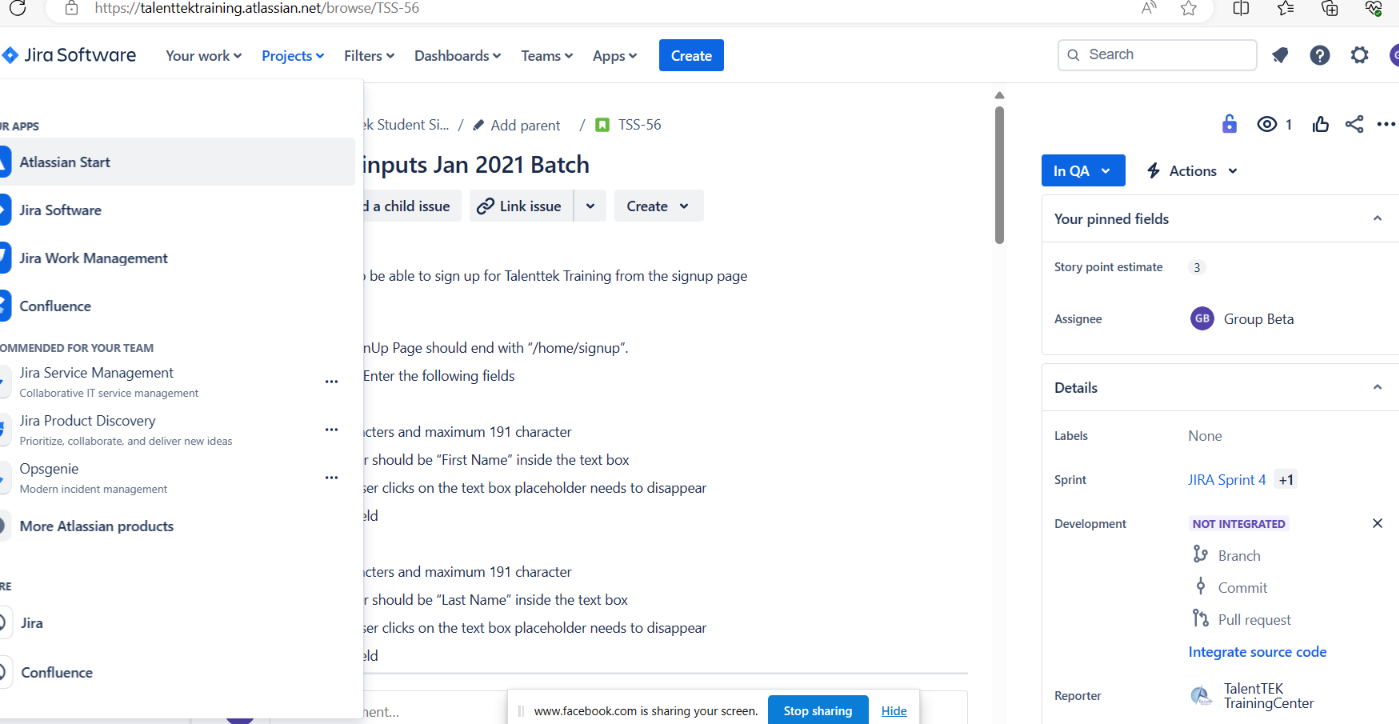 https://talenttektraining.atlassian.net/browse/TSS-56
Jira Software
Your work
Projects
Filters
Dashboards
Teams
Apps
Create
Search
R APPS
Atlassian Start
Jira Software
Jira Work Management
Confluence
OMMENDED FOR YOUR TEAM
Jira Service Management
Collaborative IT service management
Jira Product Discovery
Prioritize, collaborate, and deliver new ideas
Opsgenie
Modern incident management
More Atlassian products
RE
Jira
Confluence
ek Student Si... / Add parent / TSS-56
inputs Jan 2021 Batch
d a child issue
Link issue
Create
be able to sign up for Talenttek Training from the signup page
nUp Page should end with “/home/signup”.
Enter the following fields
cters and maximum 191 character
r should be “First Name” inside the text box
ser clicks on the text box placeholder needs to disappear
eld
cters and maximum 191 character
r should be “Last Name” inside the text box
ser clicks on the text box placeholder needs to disappear
eld
ment...
www.facebook.com is sharing your screen.
Stop sharing
Hide
1
In QA
Actions
Your pinned fields
Story point estimate 3
Assignee GB Group Beta
Details
Labels None
Sprint JIRA Sprint 4 +1
Development NOT INTEGRATED
Branch
Commit
Pull request
Integrate source code
Reporter TalentTEK
TrainingCenter